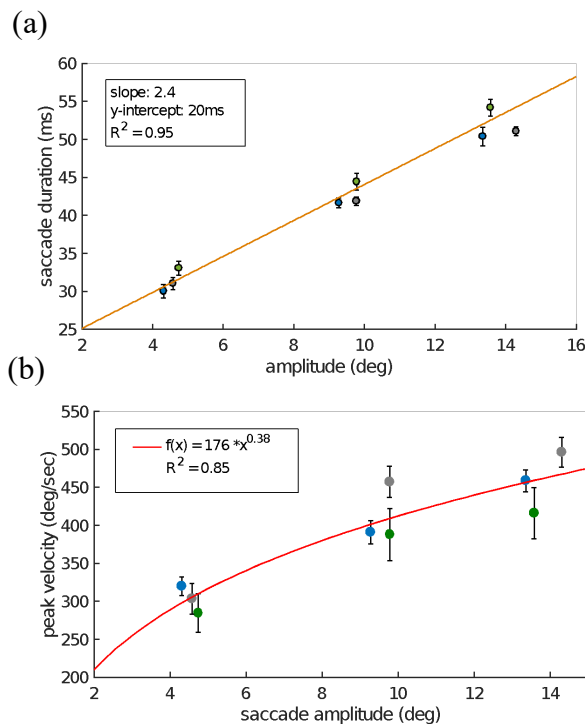 (a)
60
55
50
45
40
35
30
25
saccade duration (ms)
slope: 2.4
y-intercept: 20ms
R² = 0.95
2 4 6 8 10 12 14 16
amplitude (deg)
(b)
550
500
450
400
350
300
250
200
peak velocity (deg/sec)
f(x) = 176 *x^0.38
R² = 0.85
2 4 6 8 10 12 14
saccade amplitude (deg)